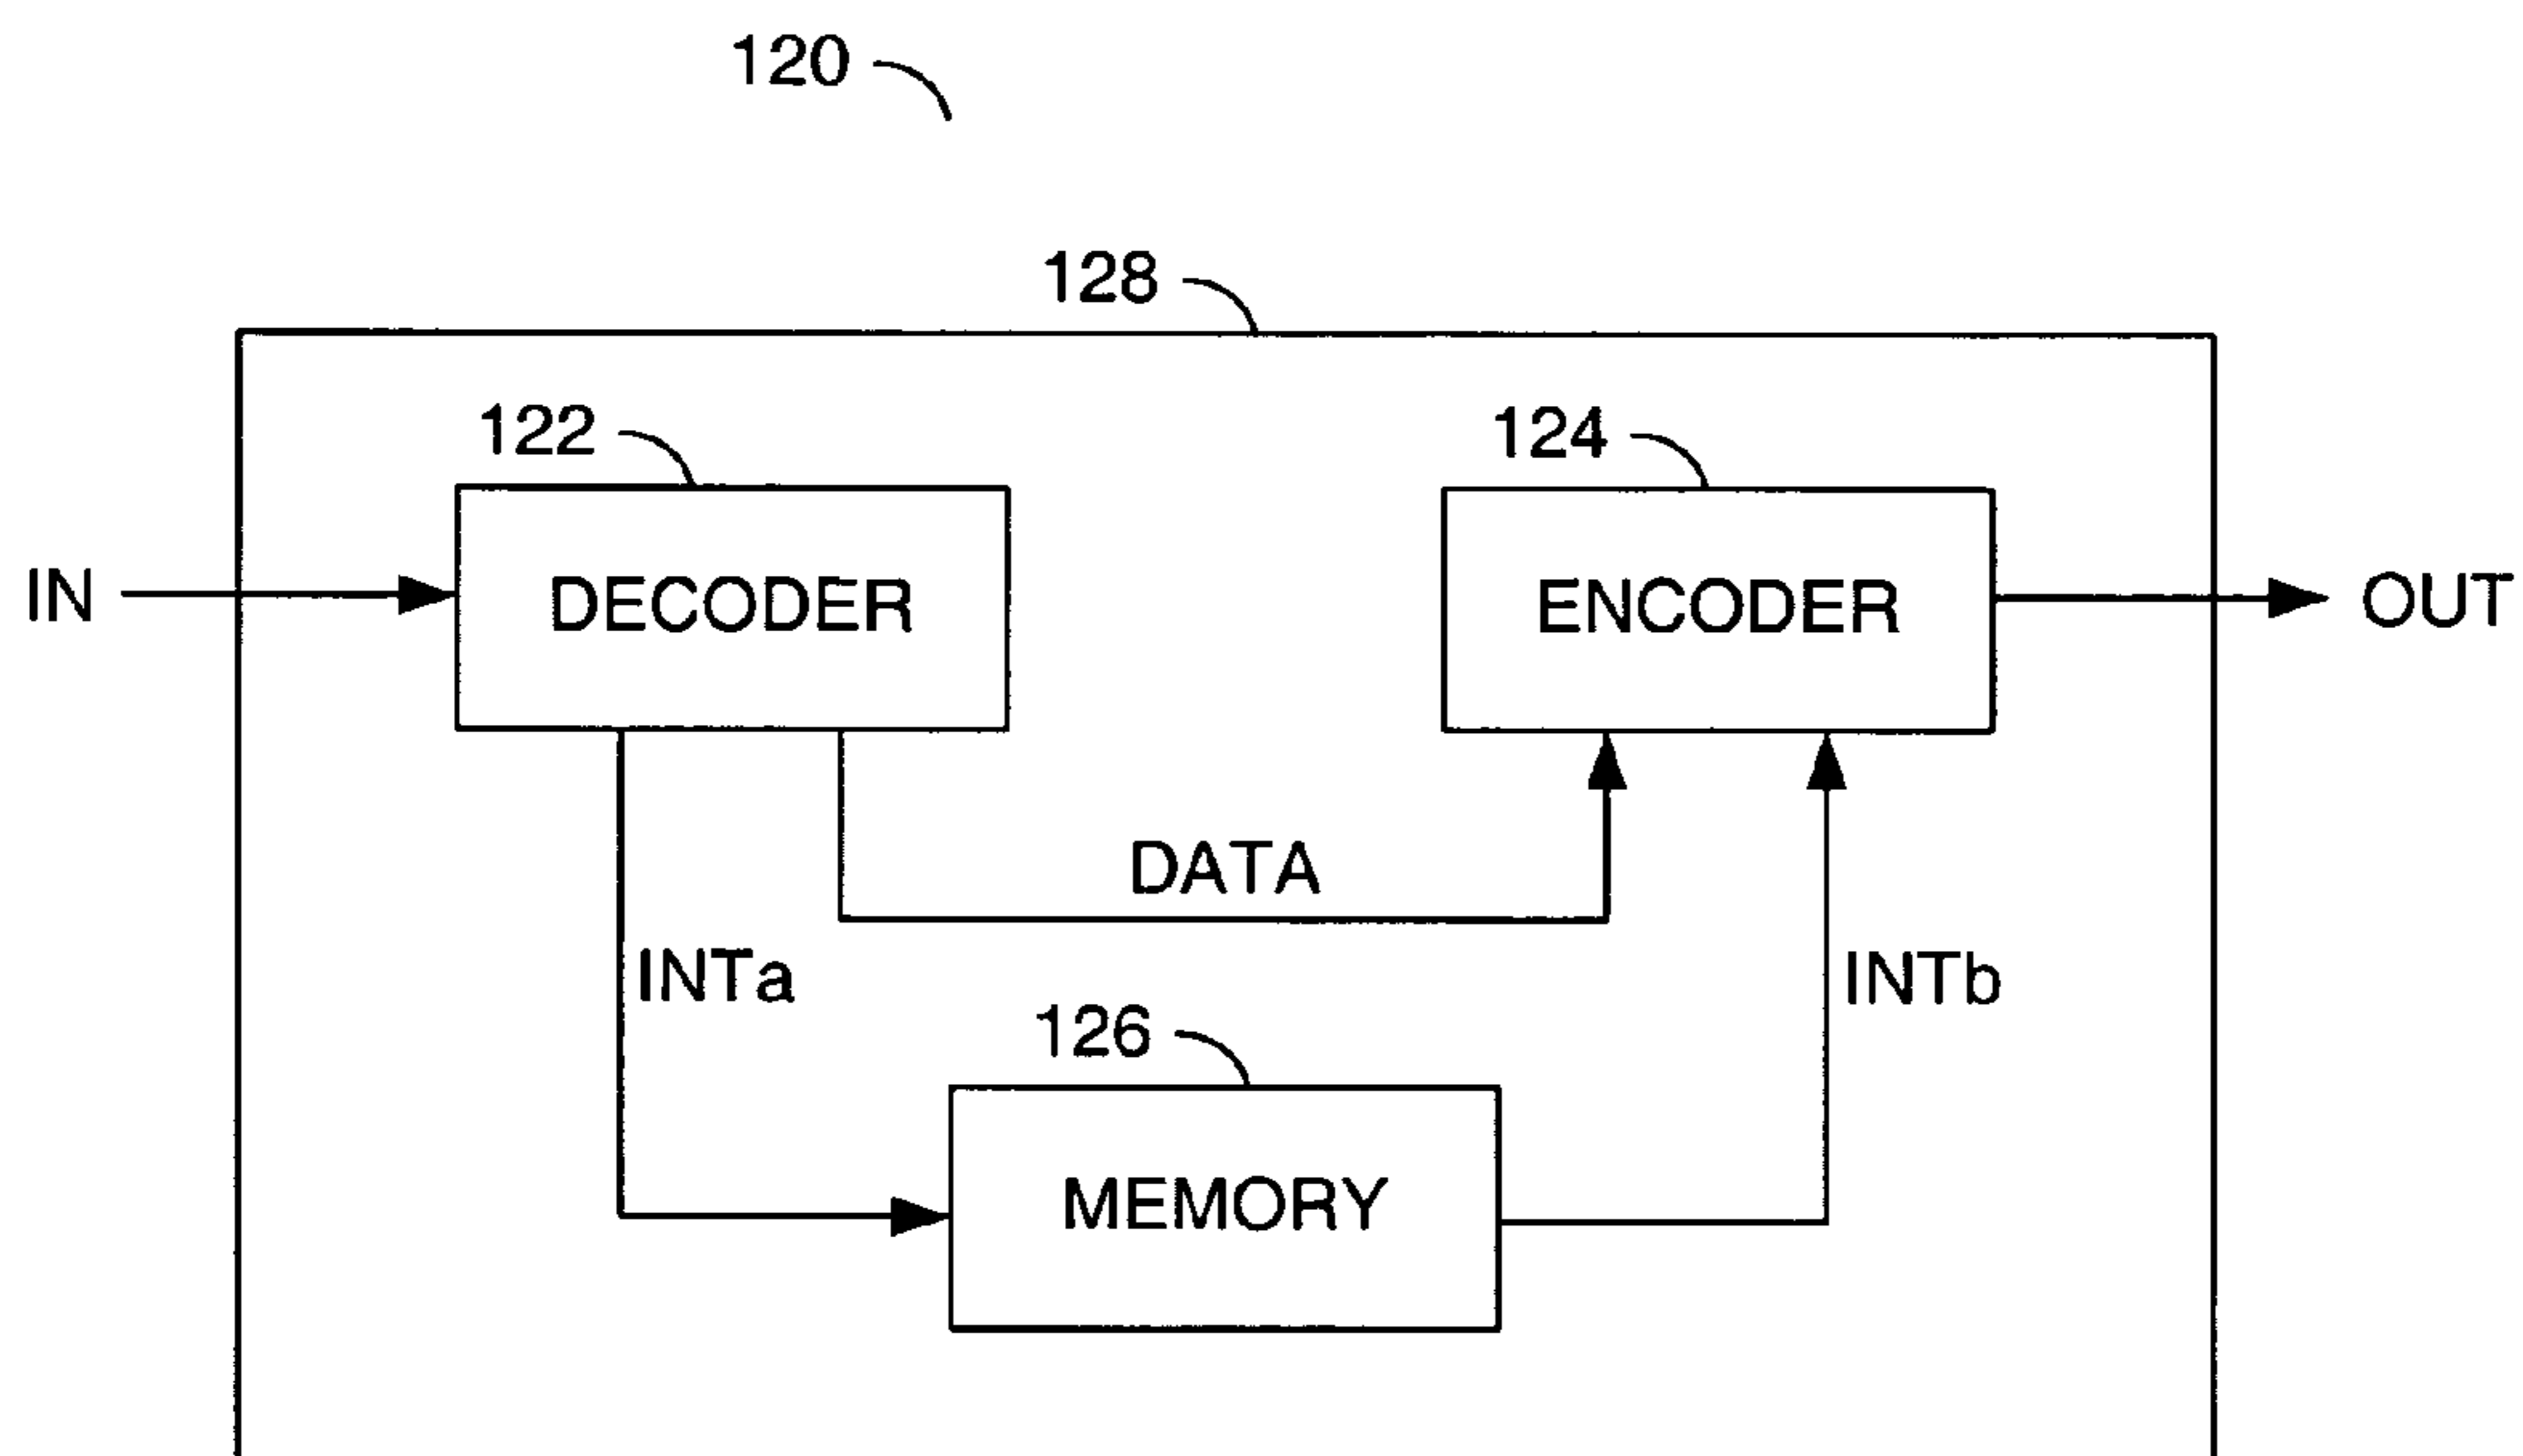 120
128
122
124
IN
DECODER
ENCODER
OUT
DATA
INTa
INTb
126
MEMORY